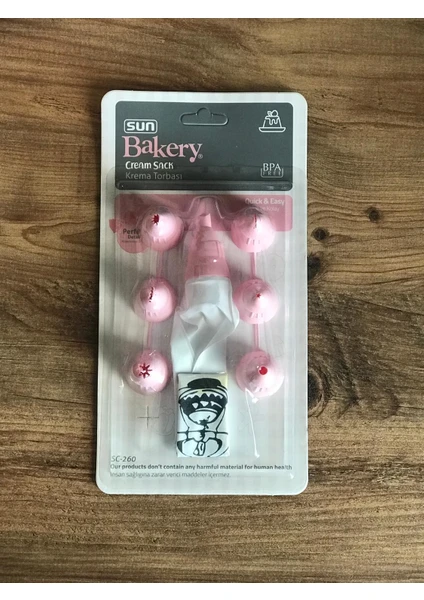 sun
Bakery®
Cream Sack
Krema Torbası
BPA
FREE
Quick & Easy
Perfe
SC-260
Our products don't contain any harmful material for human health
İnsan sağlığına zarar verici maddeler içermez.